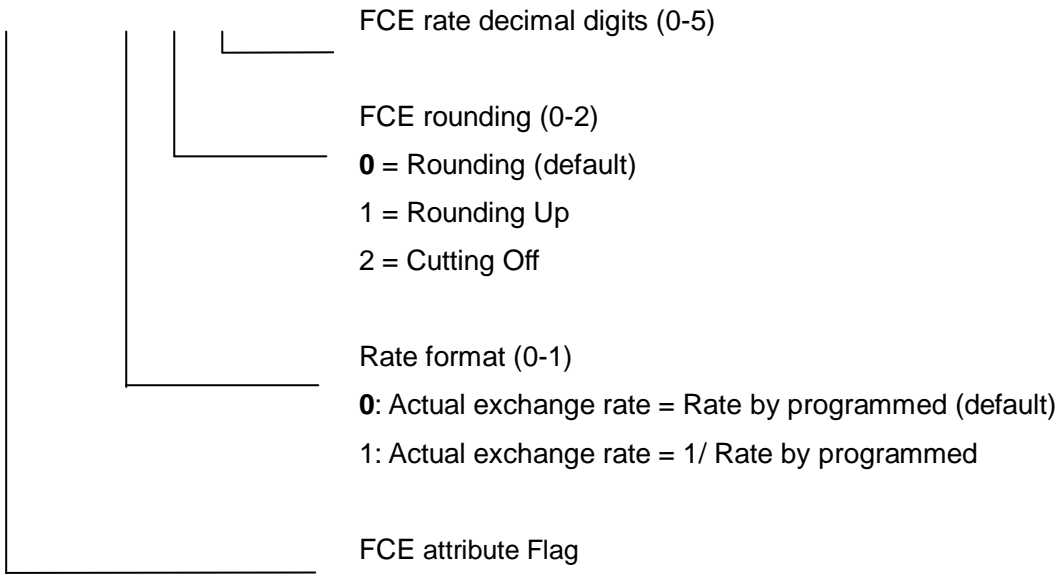 FCE rate decimal digits (0-5)
FCE rounding (0-2)
0 = Rounding (default)
1 = Rounding Up
2 = Cutting Off
Rate format (0-1)
0: Actual exchange rate = Rate by programmed (default)
1: Actual exchange rate = 1/ Rate by programmed
FCE attribute Flag